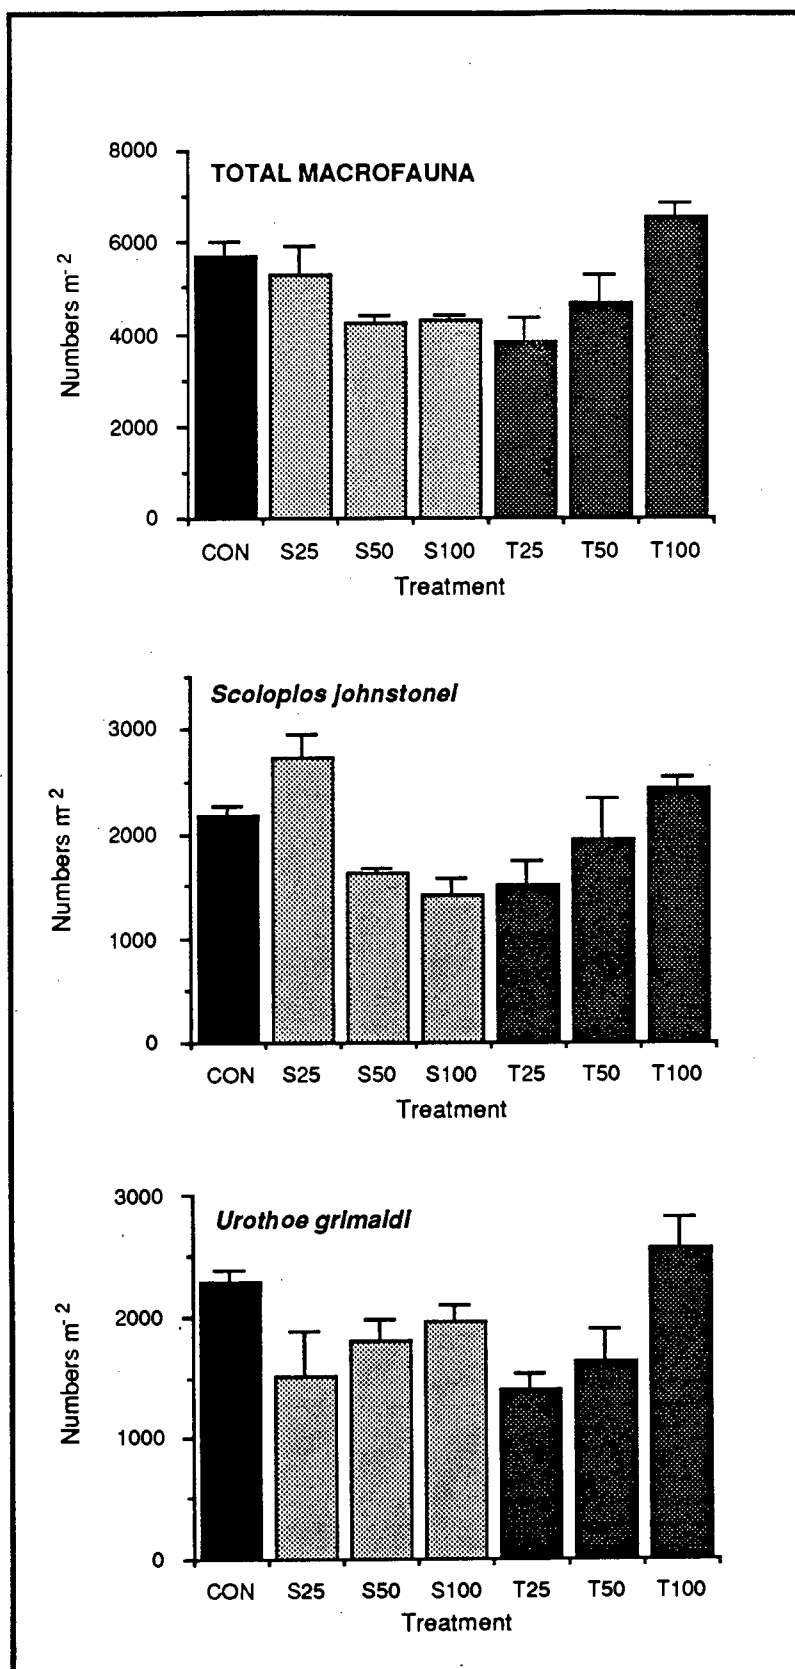 TOTAL MACROFAUNA
8000
6000
4000
2000
0
Numbers m⁻²
CON S25 S50 S100 T25 T50 T100
Treatment
Scoloplos johnstonei
3000
2000
1000
0
Numbers m⁻²
CON S25 S50 S100 T25 T50 T100
Treatment
Urothoe grimaldi
3000
2000
1000
0
Numbers m⁻²
CON S25 S50 S100 T25 T50 T100
Treatment